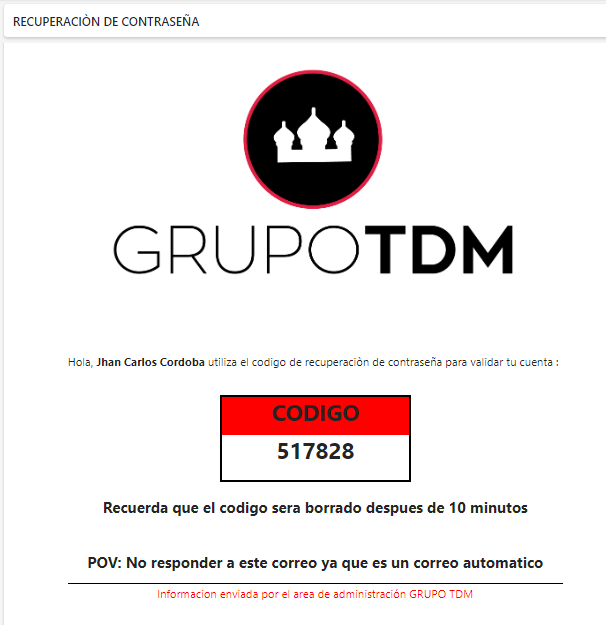 RECUPERACIÒN DE CONTRASEÑA
GRUPOTDM
Hola, Jhan Carlos Cordoba utiliza el codigo de recuperaciòn de contraseña para validar tu cuenta :
CODIGO
517828
Recuerda que el codigo sera borrado despues de 10 minutos
POV: No responder a este correo ya que es un correo automatico
Informacion enviada por el area de administración GRUPO TDM